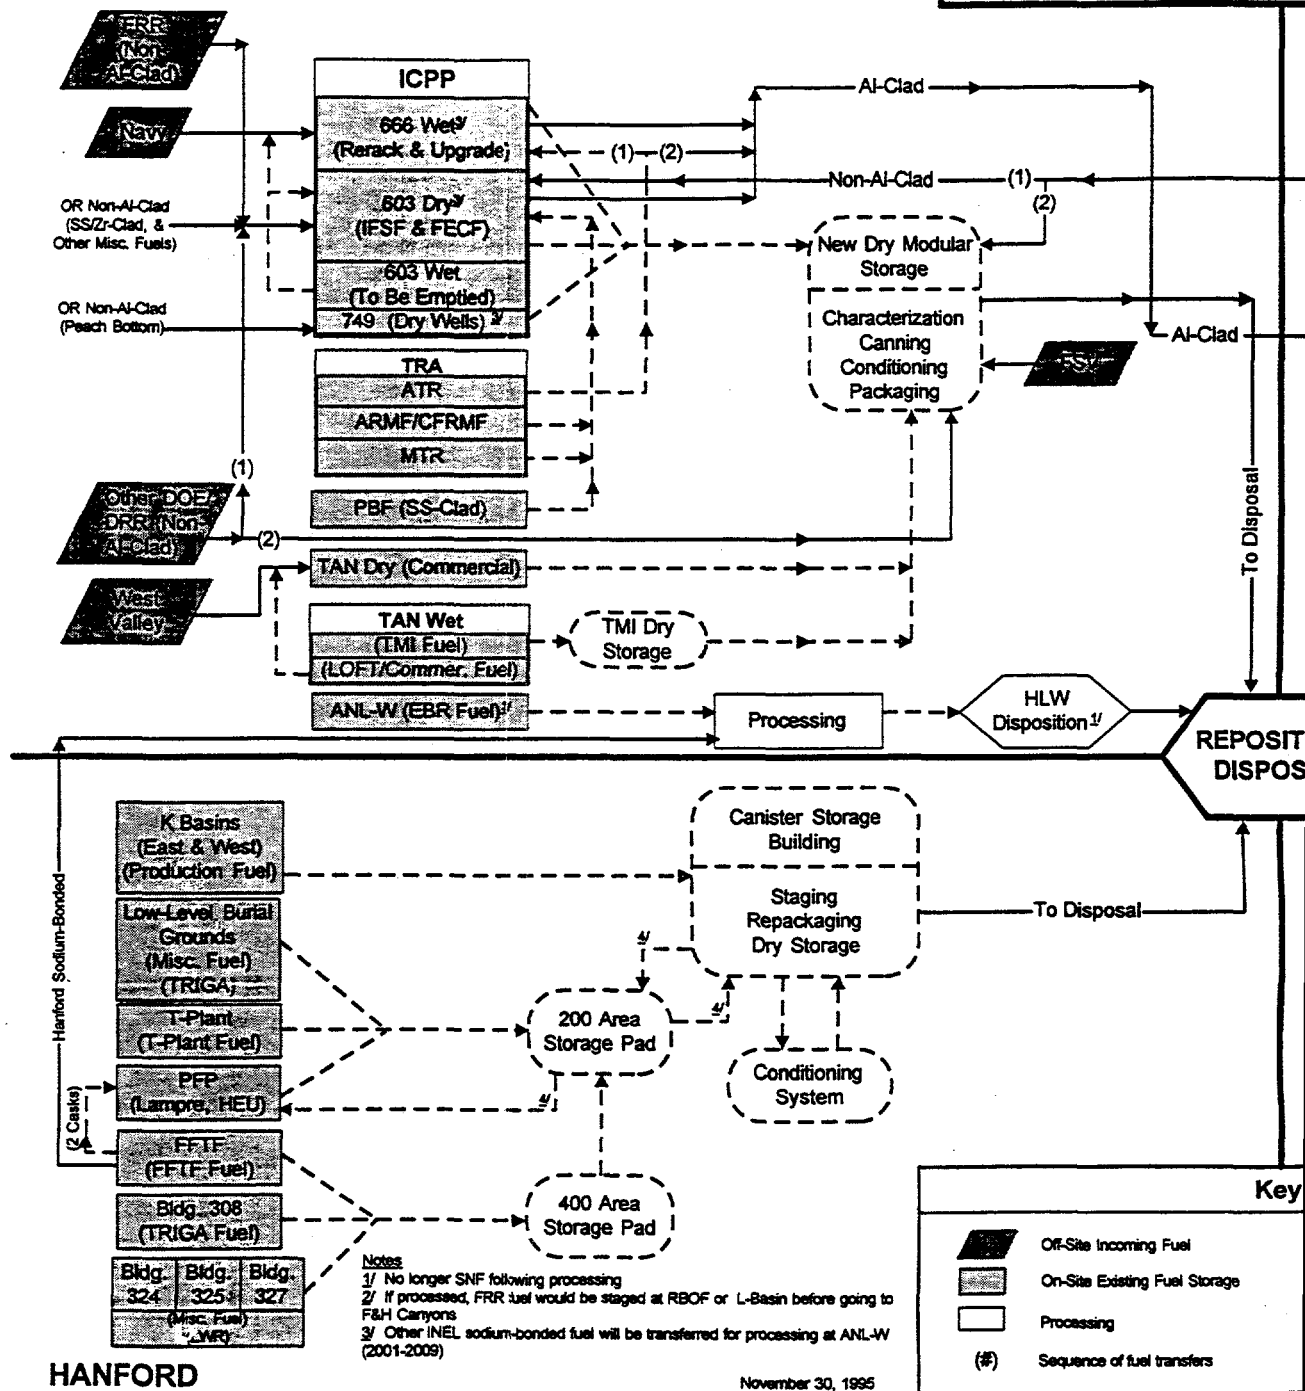 FRR
(Non-
Al-Clad)
Navy
OR Non-Al-Clad
(SS/Zr-Clad, &
Other Misc. Fuels)
OR Non-Al-Clad
(Peach Bottom)
Other DOE/
DRR (Non-
Al-Clad)
West
Valley
(1)
(2)
ICPP
666 Wet 3/
(Rerack & Upgrade)
603 Dry 3/
(IFSF & FECF)
603 Wet
(To Be Emptied)
749 (Dry Wells) 3/
TRA
ATR
ARMF/CFRMF
MTR
PBF (SS-Clad)
TAN Dry (Commercial)
TAN Wet
(TMI Fuel)
(LOFT/Commer. Fuel)
ANL-W (EBR Fuel) 1/
TMI Dry
Storage
Al-Clad
(1) (2)
Non-Al-Clad
(1)
(2)
New Dry Modular
Storage
Characterization
Canning
Conditioning
Packaging
FSV
Al-Clad
To Disposal
Processing
HLW
Disposition 1/
REPOSIT
DISPOS
Hanford Sodium-Bonded
K Basins
(East & West)
(Production Fuel)
Low-Level Burial
Grounds
(Misc. Fuel)
(TRIGA)
T-Plant
(T-Plant Fuel)
PFP
(Lampre, HEU)
(2 Casks)
FFTF
(FFTF Fuel)
Bldg. 308
(TRIGA Fuel)
Bldg. 324
Bldg. 325
Bldg. 327
(Misc. Fuel)
Canister Storage
Building
Staging
Repackaging
Dry Storage
To Disposal
4/
4/
4/
200 Area
Storage Pad
Conditioning
System
400 Area
Storage Pad
Notes
1/ No longer SNF following processing
2/ If processed, FRR fuel would be staged at RBOF or L-Basin before going to
F&H Canyons
3/ Other INEL sodium-bonded fuel will be transferred for processing at ANL-W
(2001-2009)
HANFORD
November 30, 1995
Key
Off-Site Incoming Fuel
On-Site Existing Fuel Storage
Processing
(#) Sequence of fuel transfers